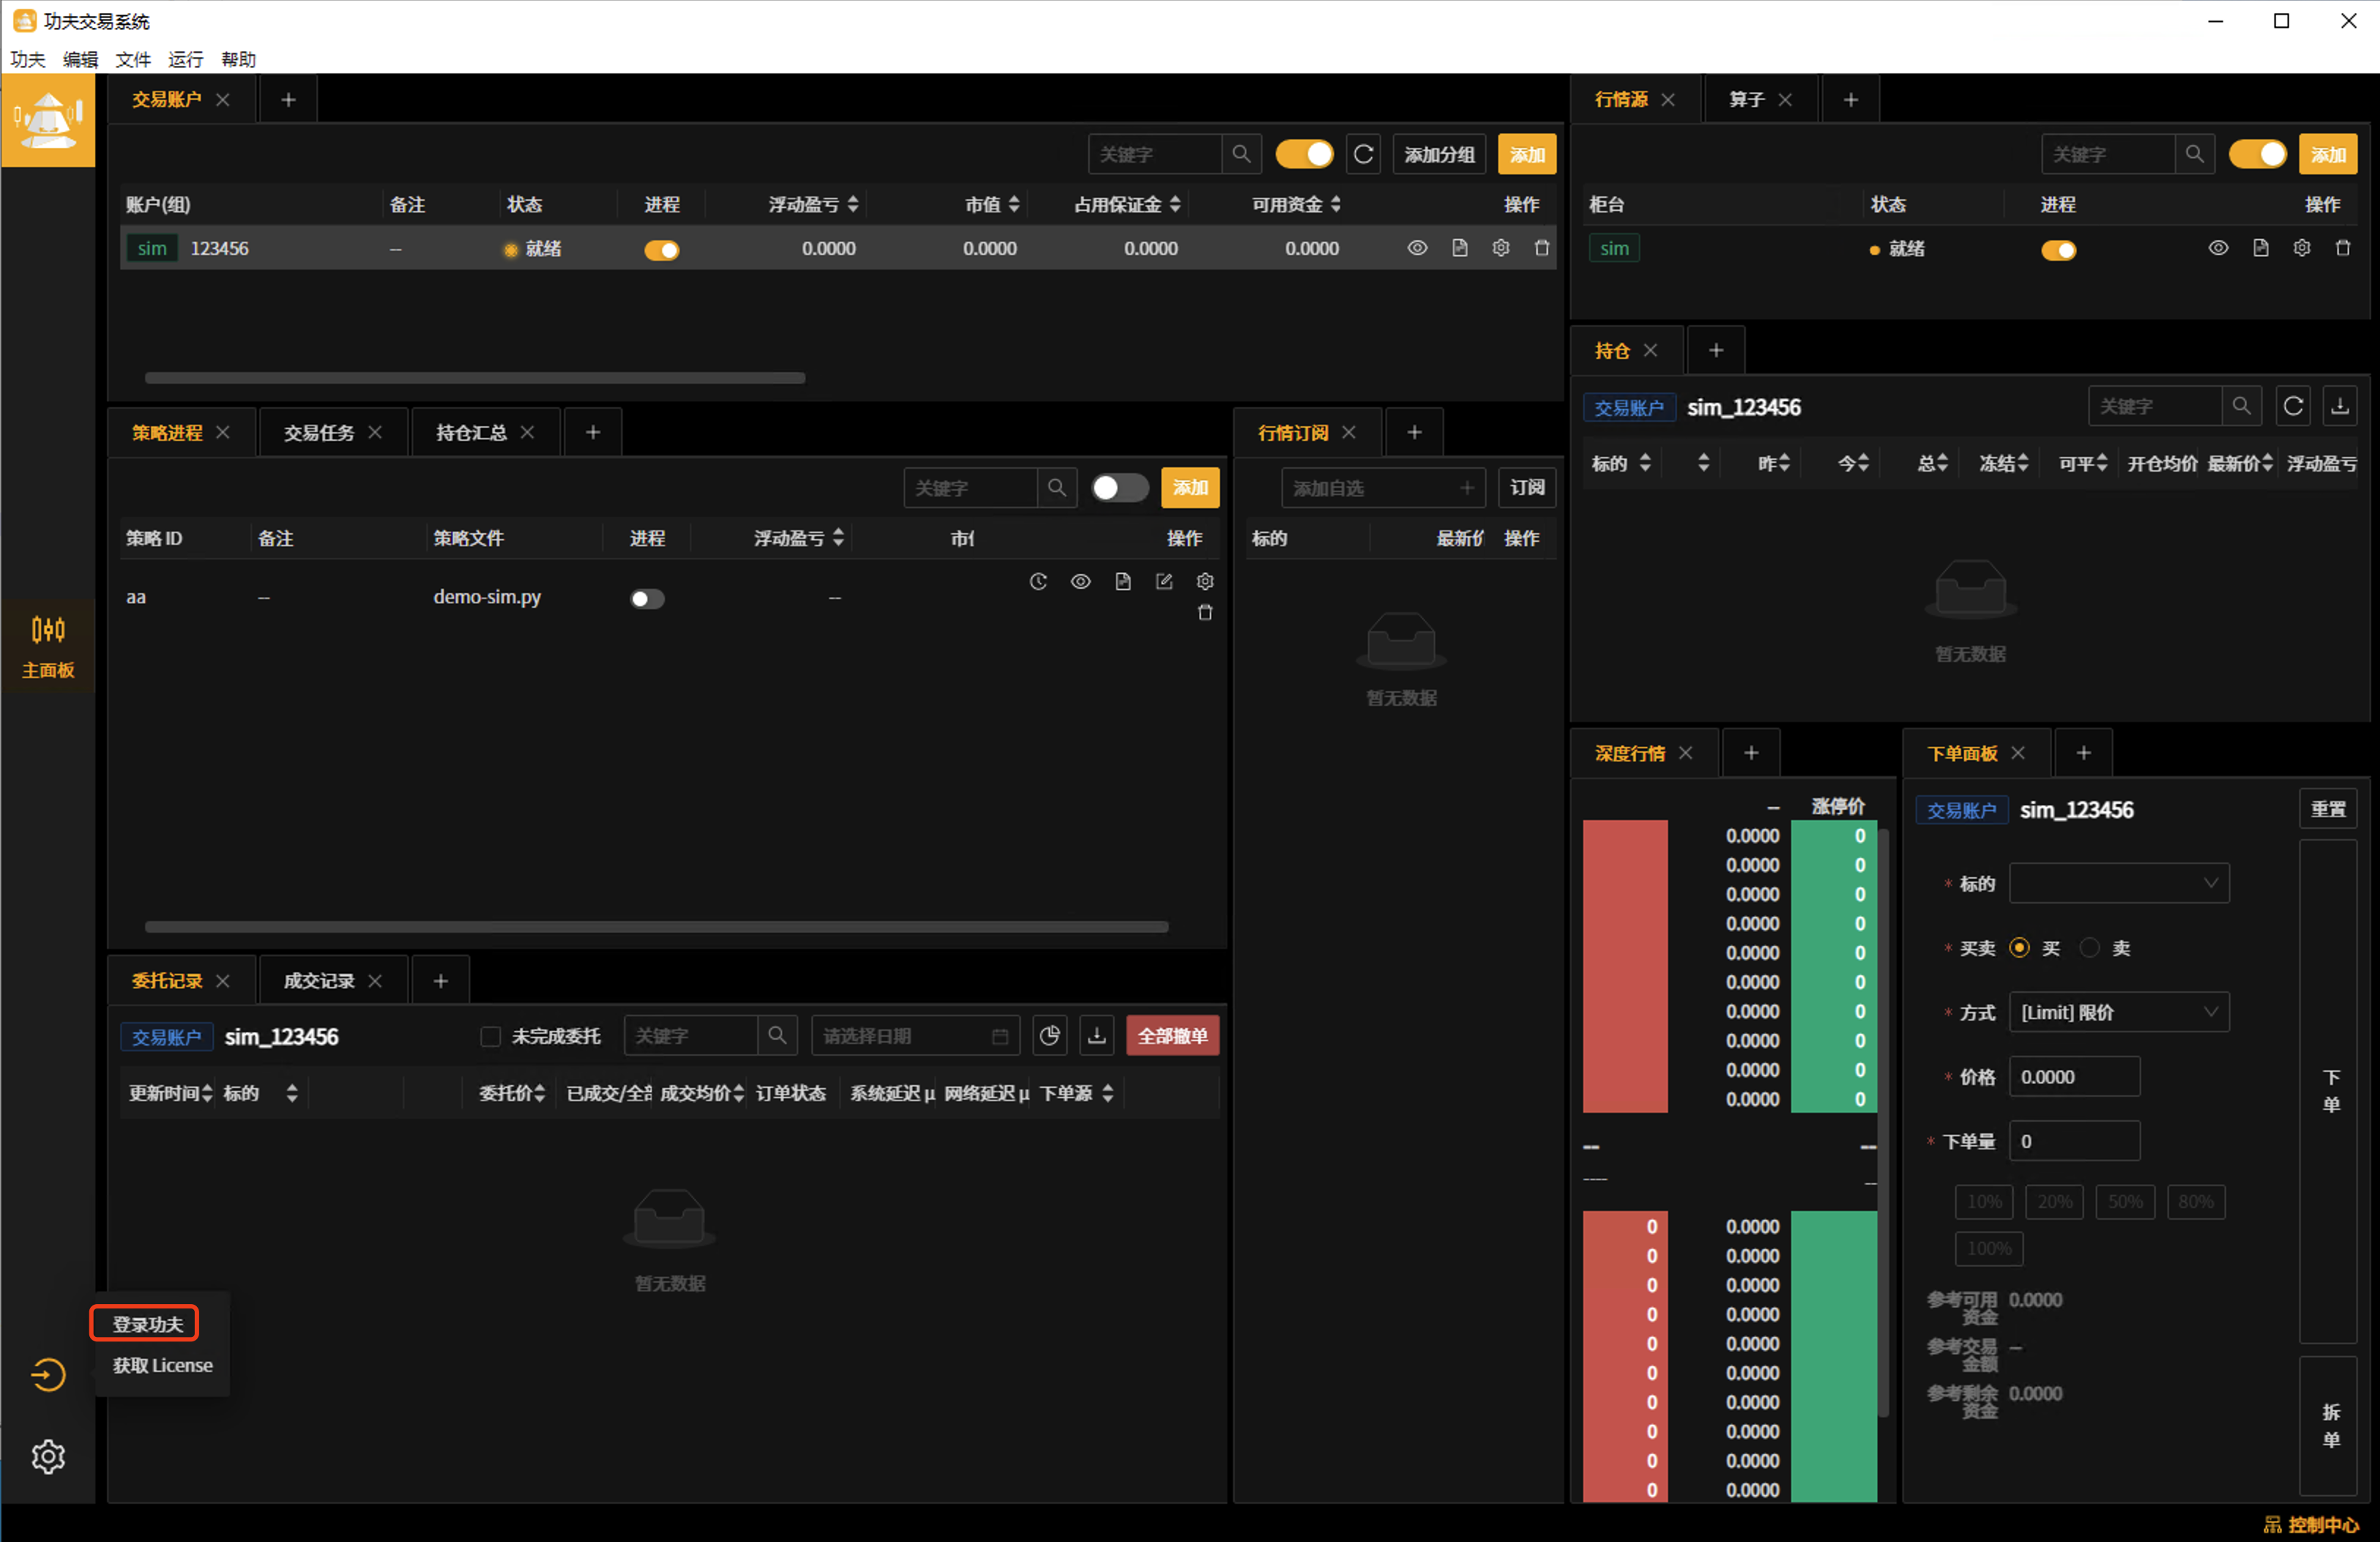 功夫交易系统
功夫 编辑 文件 运行 帮助
交易账户
行情源 算子
关键字 添加分组 添加
关键字 添加
账户(组) 备注 状态 进程 浮动盈亏 市值 占用保证金 可用资金 操作
柜台 状态 进程 操作
sim 123456 -- 就绪 0.0000 0.0000 0.0000 0.0000
sim 就绪
持仓
交易账户 sim_123456 关键字
标的 昨 今 总 冻结 可平 开仓均价 最新价 浮动盈亏
暂无数据
策略进程 交易任务 持仓汇总
行情订阅
关键字 添加
添加自选 订阅
策略 ID 备注 策略文件 进程 浮动盈亏 操作
标的 最新价 操作
aa -- demo-sim.py --
暂无数据
主面板
深度行情
下单面板
-- 涨停价
0.0000 0
0.0000 0
0.0000 0
0.0000 0
0.0000 0
0.0000 0
0.0000 0
0.0000 0
0.0000 0
0.0000 0
-- --
---- --
0 0.0000
0 0.0000
0 0.0000
0 0.0000
0 0.0000
0 0.0000
0 0.0000
0 0.0000
0 0.0000
0 0.0000
交易账户 sim_123456 重置
* 标的
* 买卖 买 卖
* 方式 [Limit] 限价
* 价格 0.0000
* 下单量 0
10% 20% 50% 80%
100%
参考可用资金 0.0000
参考交易金额 --
参考剩余资金 0.0000
下单
拆单
委托记录 成交记录
交易账户 sim_123456 未完成委托 关键字 请选择日期 全部撤单
更新时间 标的 委托价 已成交/全 成交均价 订单状态 系统延迟 μ 网络延迟 μ 下单源
暂无数据
登录功夫
获取 License
控制中心